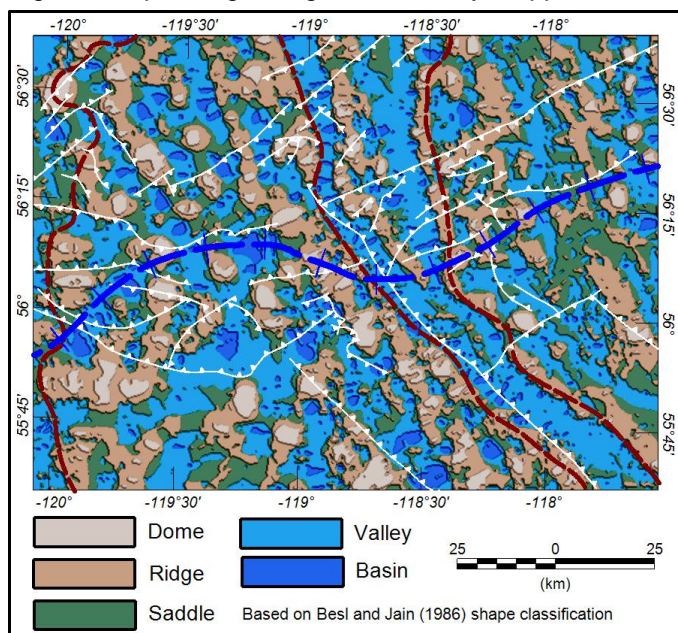 -120° -119°30' -119° -118°30' -118°
56°30' 56°30'
56°15' 56°15'
56° 56°
55°45' 55°45'
-120° -119°30' -119° -118°30' -118°
Dome Valley
Ridge Basin 25 0 25
(km)
Saddle Based on Besl and Jain (1986) shape classification